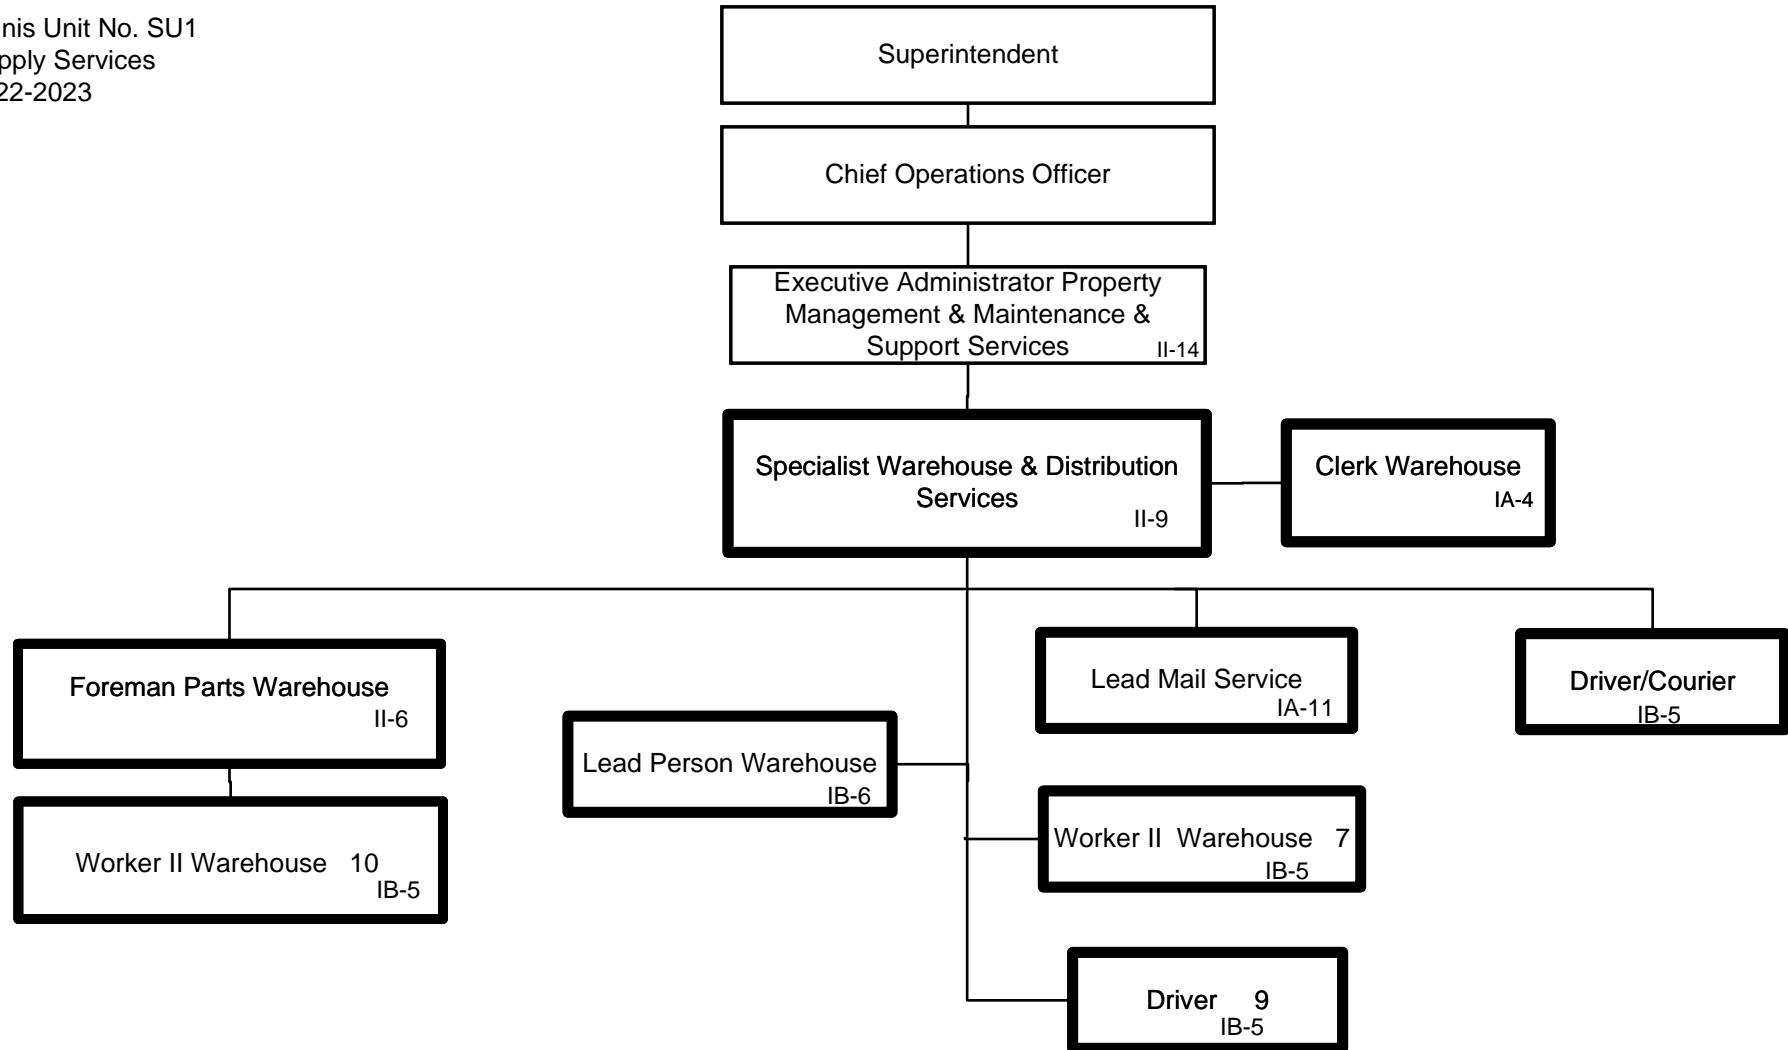 nis Unit No. SU1
pply Services
22-2023
Superintendent
Chief Operations Officer
Executive Administrator Property
Management & Maintenance &
Support Services II-14
Specialist Warehouse & Distribution
Services
II-9
Clerk Warehouse
IA-4
Foreman Parts Warehouse
II-6
Lead Mail Service
IA-11
Driver/Courier
IB-5
Lead Person Warehouse
IB-6
Worker II Warehouse 10
IB-5
Worker II Warehouse 7
IB-5
Driver 9
IB-5